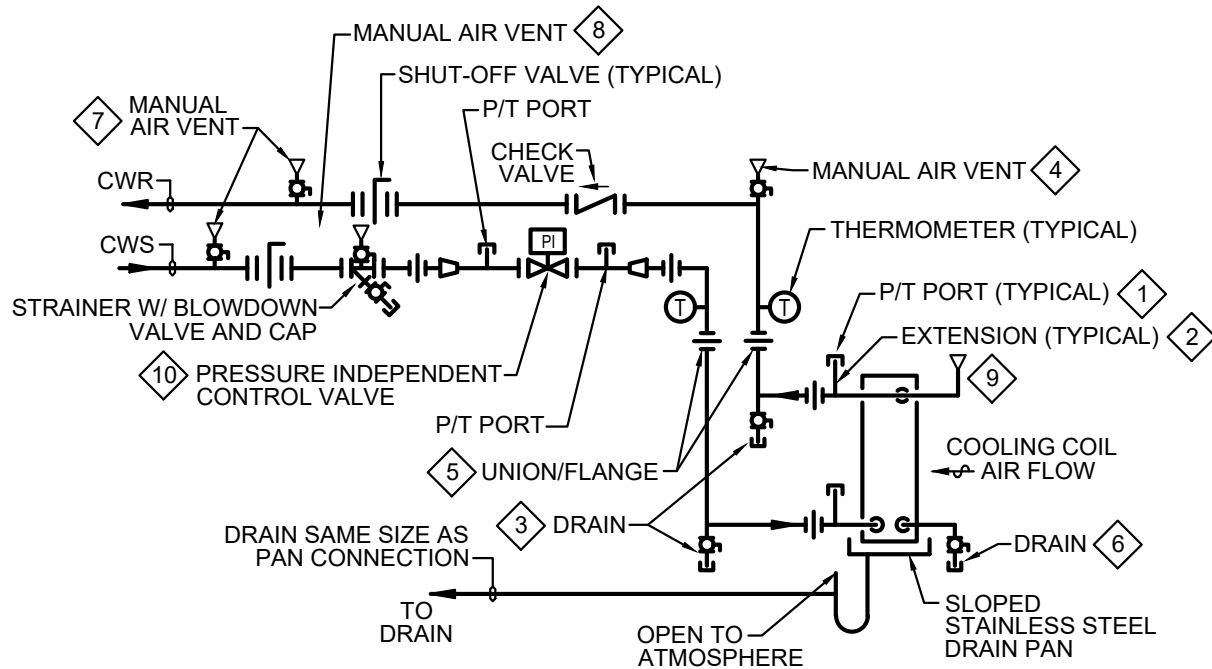 MANUAL AIR VENT 8
SHUT-OFF VALVE (TYPICAL)
7 MANUAL
AIR VENT
P/T PORT
CHECK
VALVE
MANUAL AIR VENT 4
CWR
CWS
PI
THERMOMETER (TYPICAL)
T
T
STRAINER W/ BLOWDOWN
VALVE AND CAP
P/T PORT (TYPICAL) 1
EXTENSION (TYPICAL) 2
10 PRESSURE INDEPENDENT
CONTROL VALVE
9
P/T PORT
5 UNION/FLANGE
COOLING COIL
AIR FLOW
3 DRAIN
DRAIN SAME SIZE AS
PAN CONNECTION
DRAIN 6
TO
DRAIN
OPEN TO
ATMOSPHERE
SLOPED
STAINLESS STEEL
DRAIN PAN